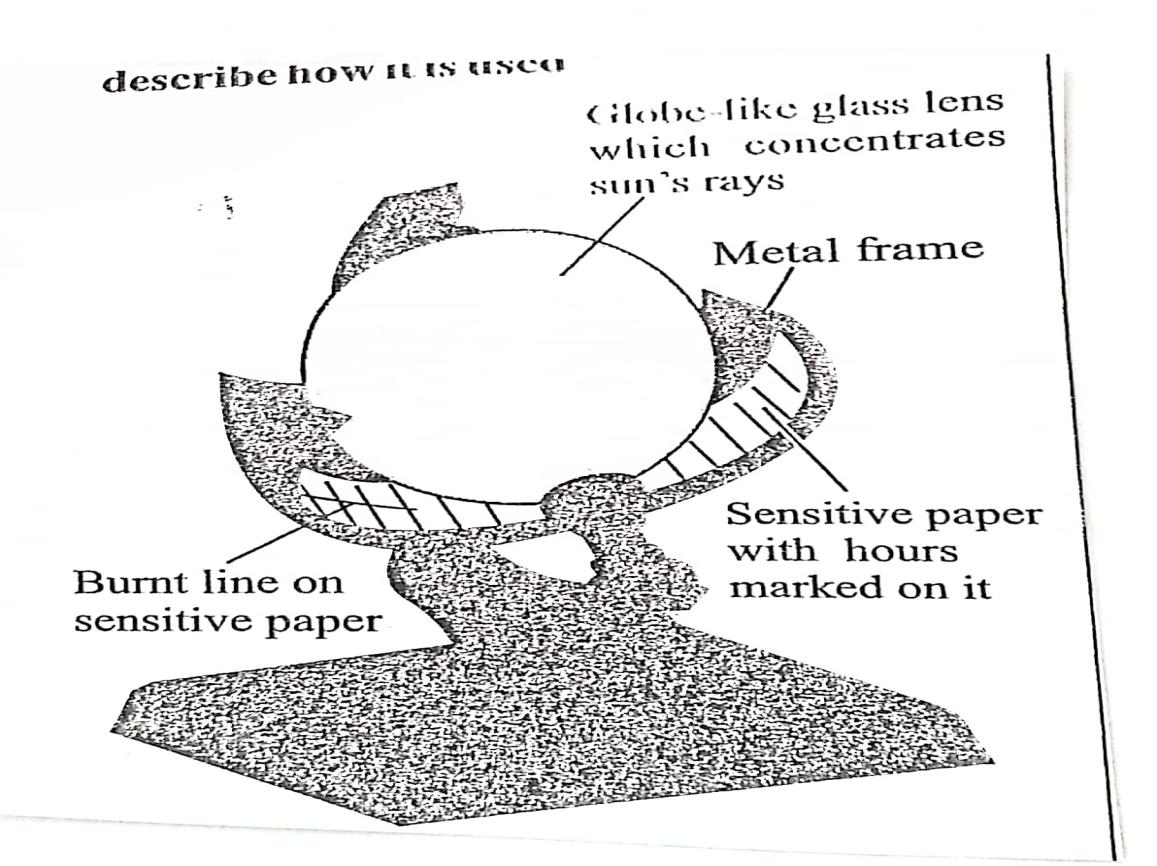 describe how it is used
Globe-like glass lens
which concentrates
sun's rays
Metal frame
Sensitive paper
with hours
marked on it
Burnt line on
sensitive paper